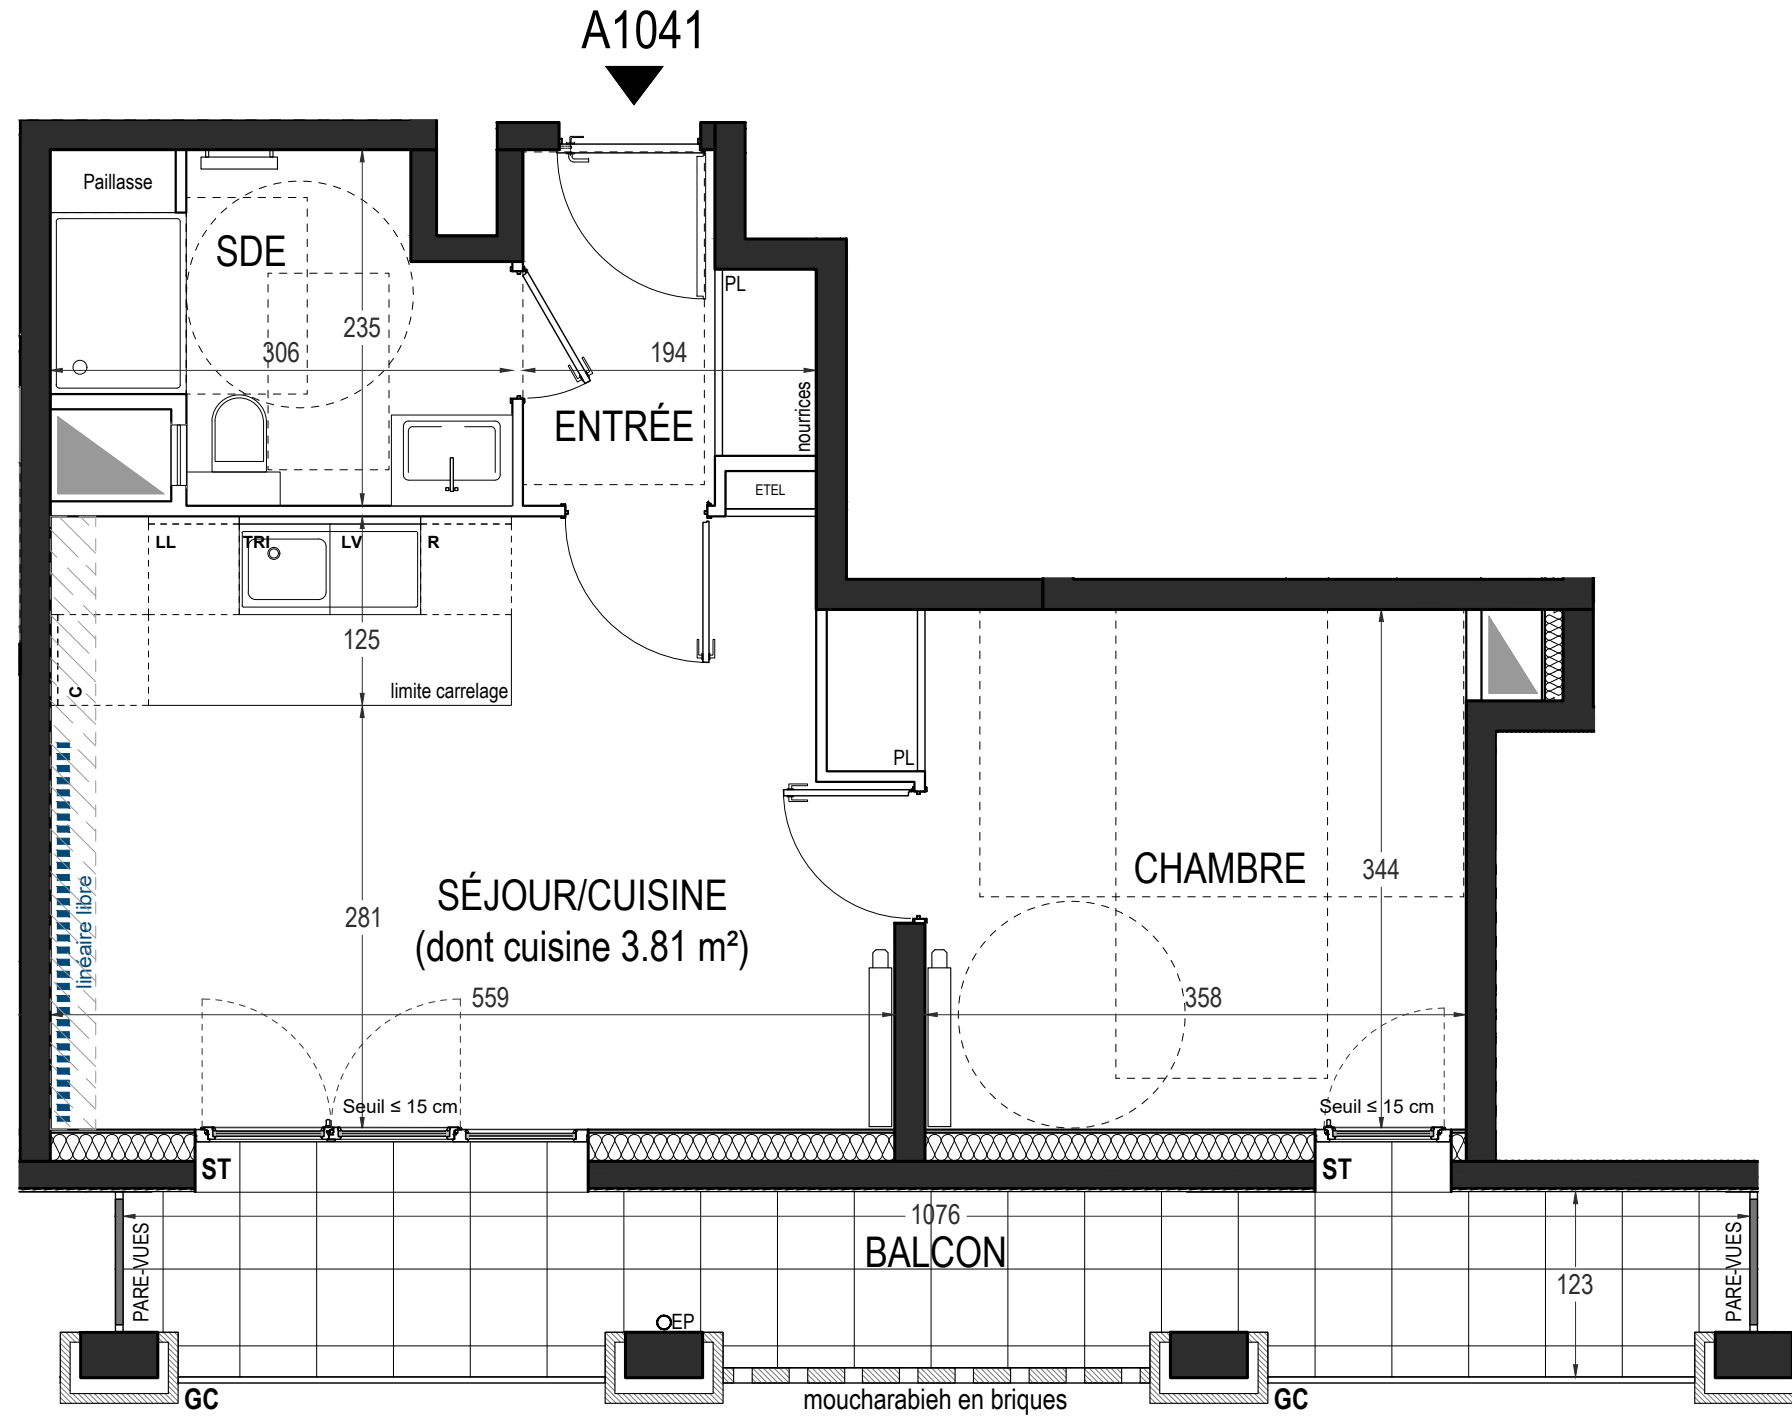 A1041
Paillasse
SDE
PL
235
306
194
nourrices
ENTRÉE
ETEL
LL
TRI
LV
R
125
C
limite carrelage
PL
CHAMBRE
344
linéaire libre
SÉJOUR/CUISINE
(dont cuisine 3.81 m²)
281
559
358
Seuil ≤ 15 cm
Seuil ≤ 15 cm
ST
ST
1076
BALCON
PARE-VUES
PARE-VUES
123
EP
GC
moucharabieh en briques
GC